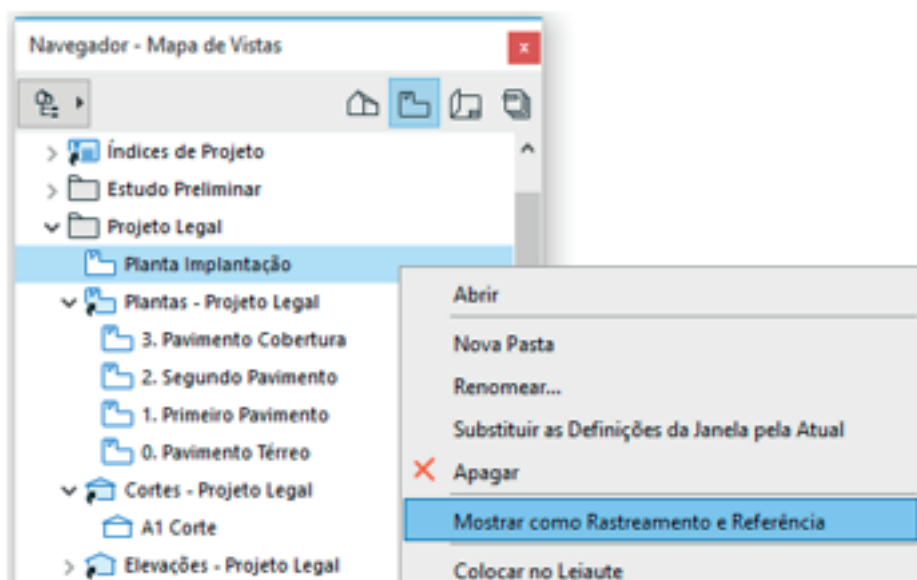 Navegador - Mapa de Vistas
Índices de Projeto
Estudo Preliminar
Projeto Legal
Planta Implantação
Plantas - Projeto Legal
3. Pavimento Cobertura
2. Segundo Pavimento
1. Primeiro Pavimento
0. Pavimento Térreo
Cortes - Projeto Legal
A1 Corte
Elevações - Projeto Legal
Abrir
Nova Pasta
Renomear...
Substituir as Definições da Janela pela Atual
Apagar
Mostrar como Rastreamento e Referência
Colocar no Leiaute